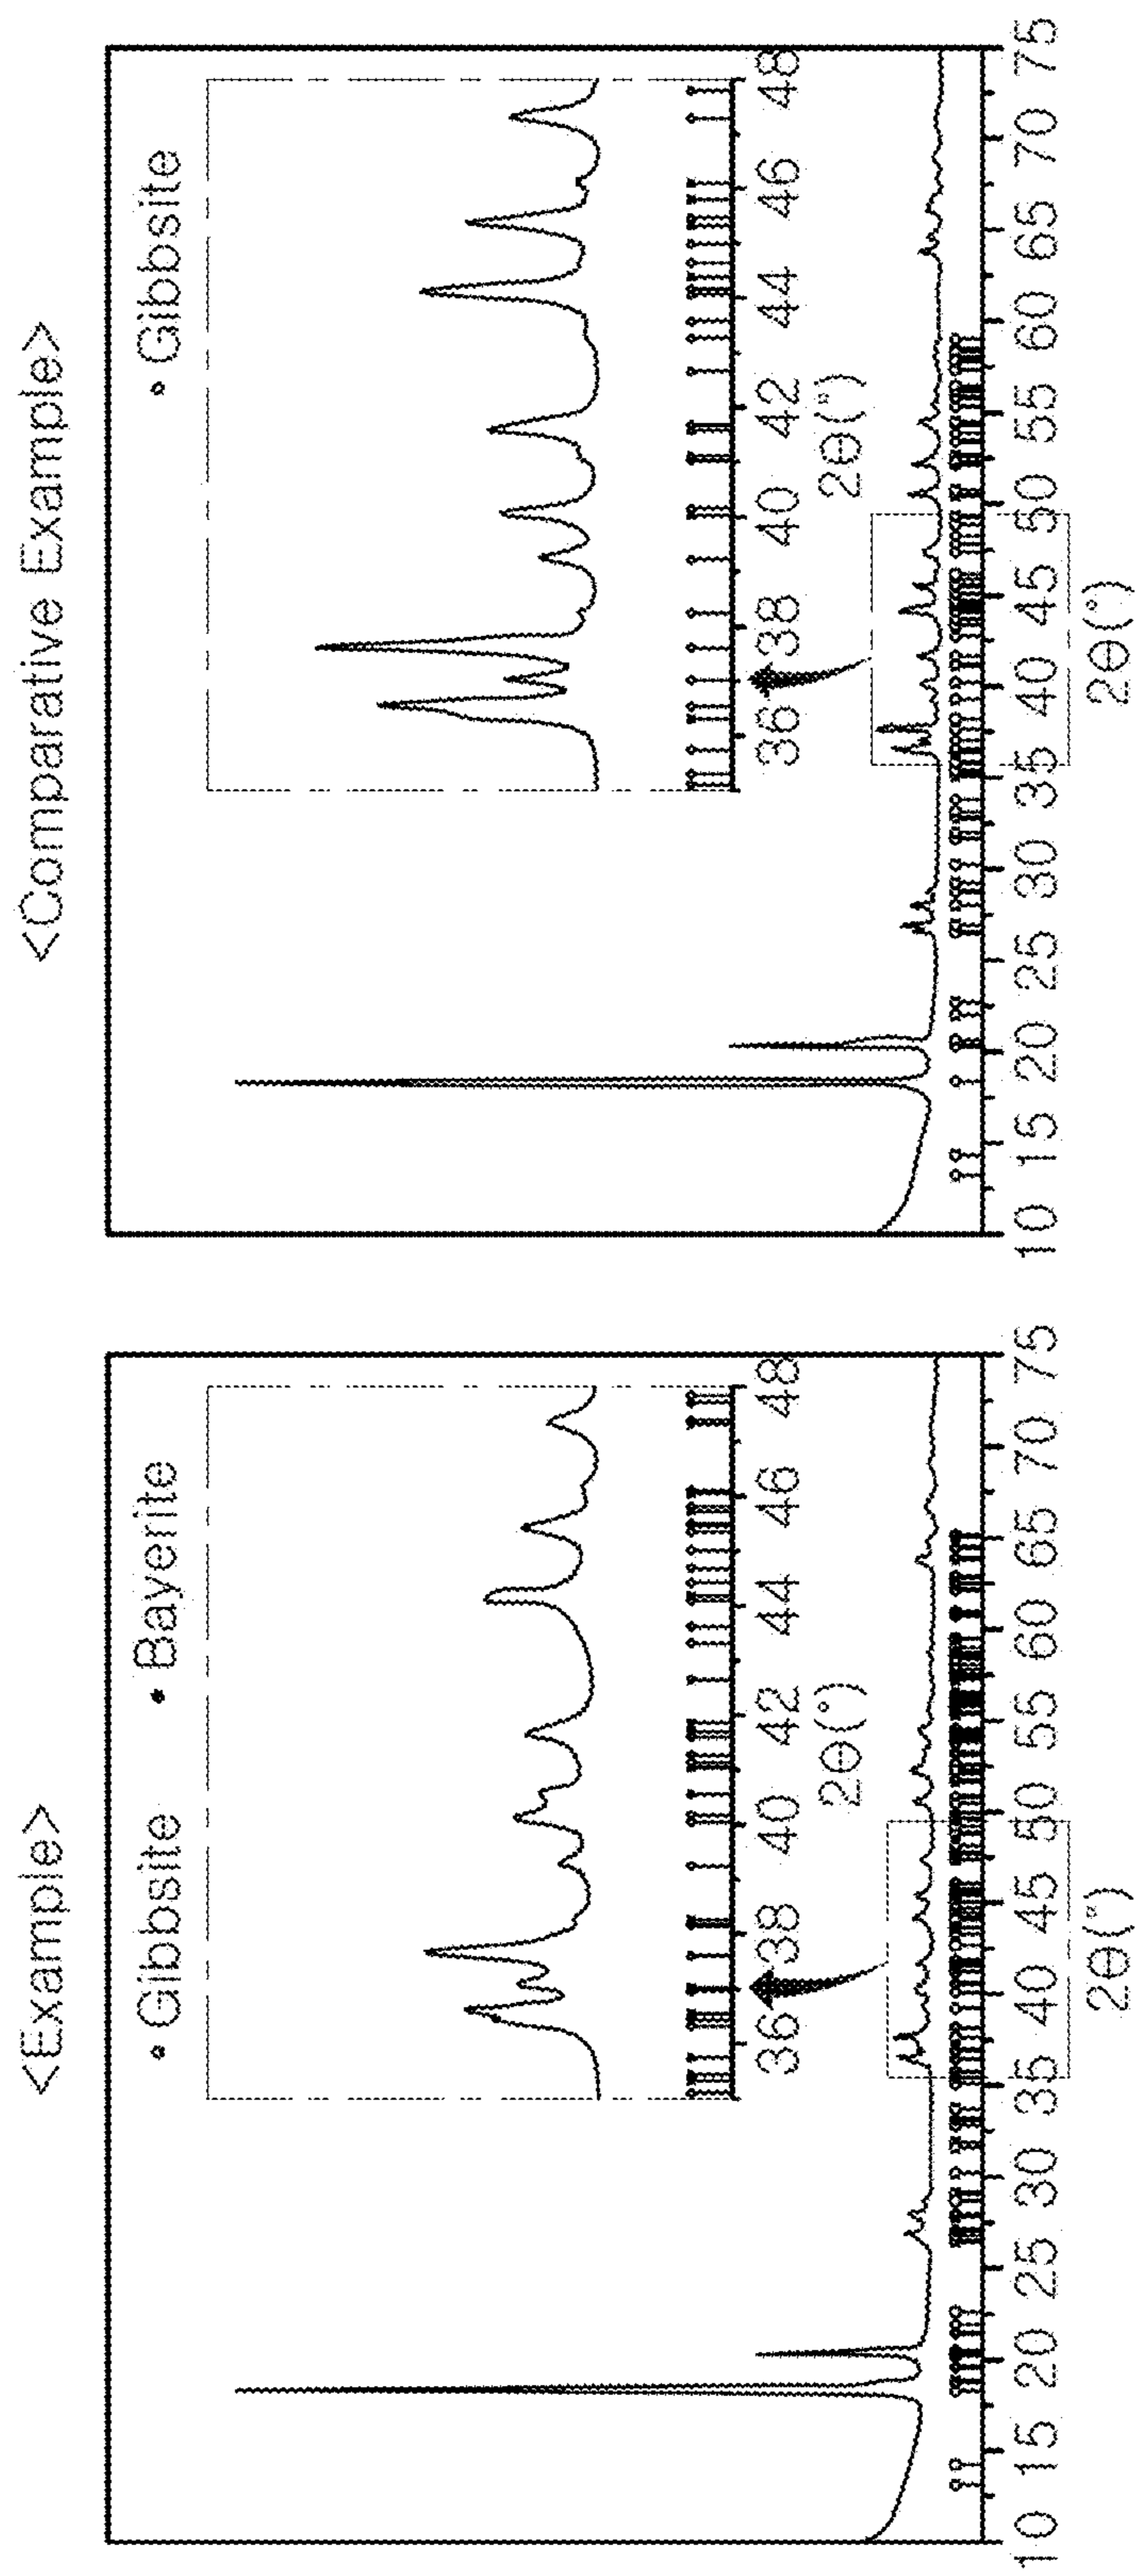 <Example>
∘ Gibbsite • Bayerite
36 38 40 42 44 46 48
2θ(°)
10 15 20 25 30 35 40 45 50 55 60 65 70 75
2θ(°)
<Comparative Example>
∘ Gibbsite
36 38 40 42 44 46 48
2θ(°)
10 15 20 25 30 35 40 45 50 55 60 65 70 75
2θ(°)